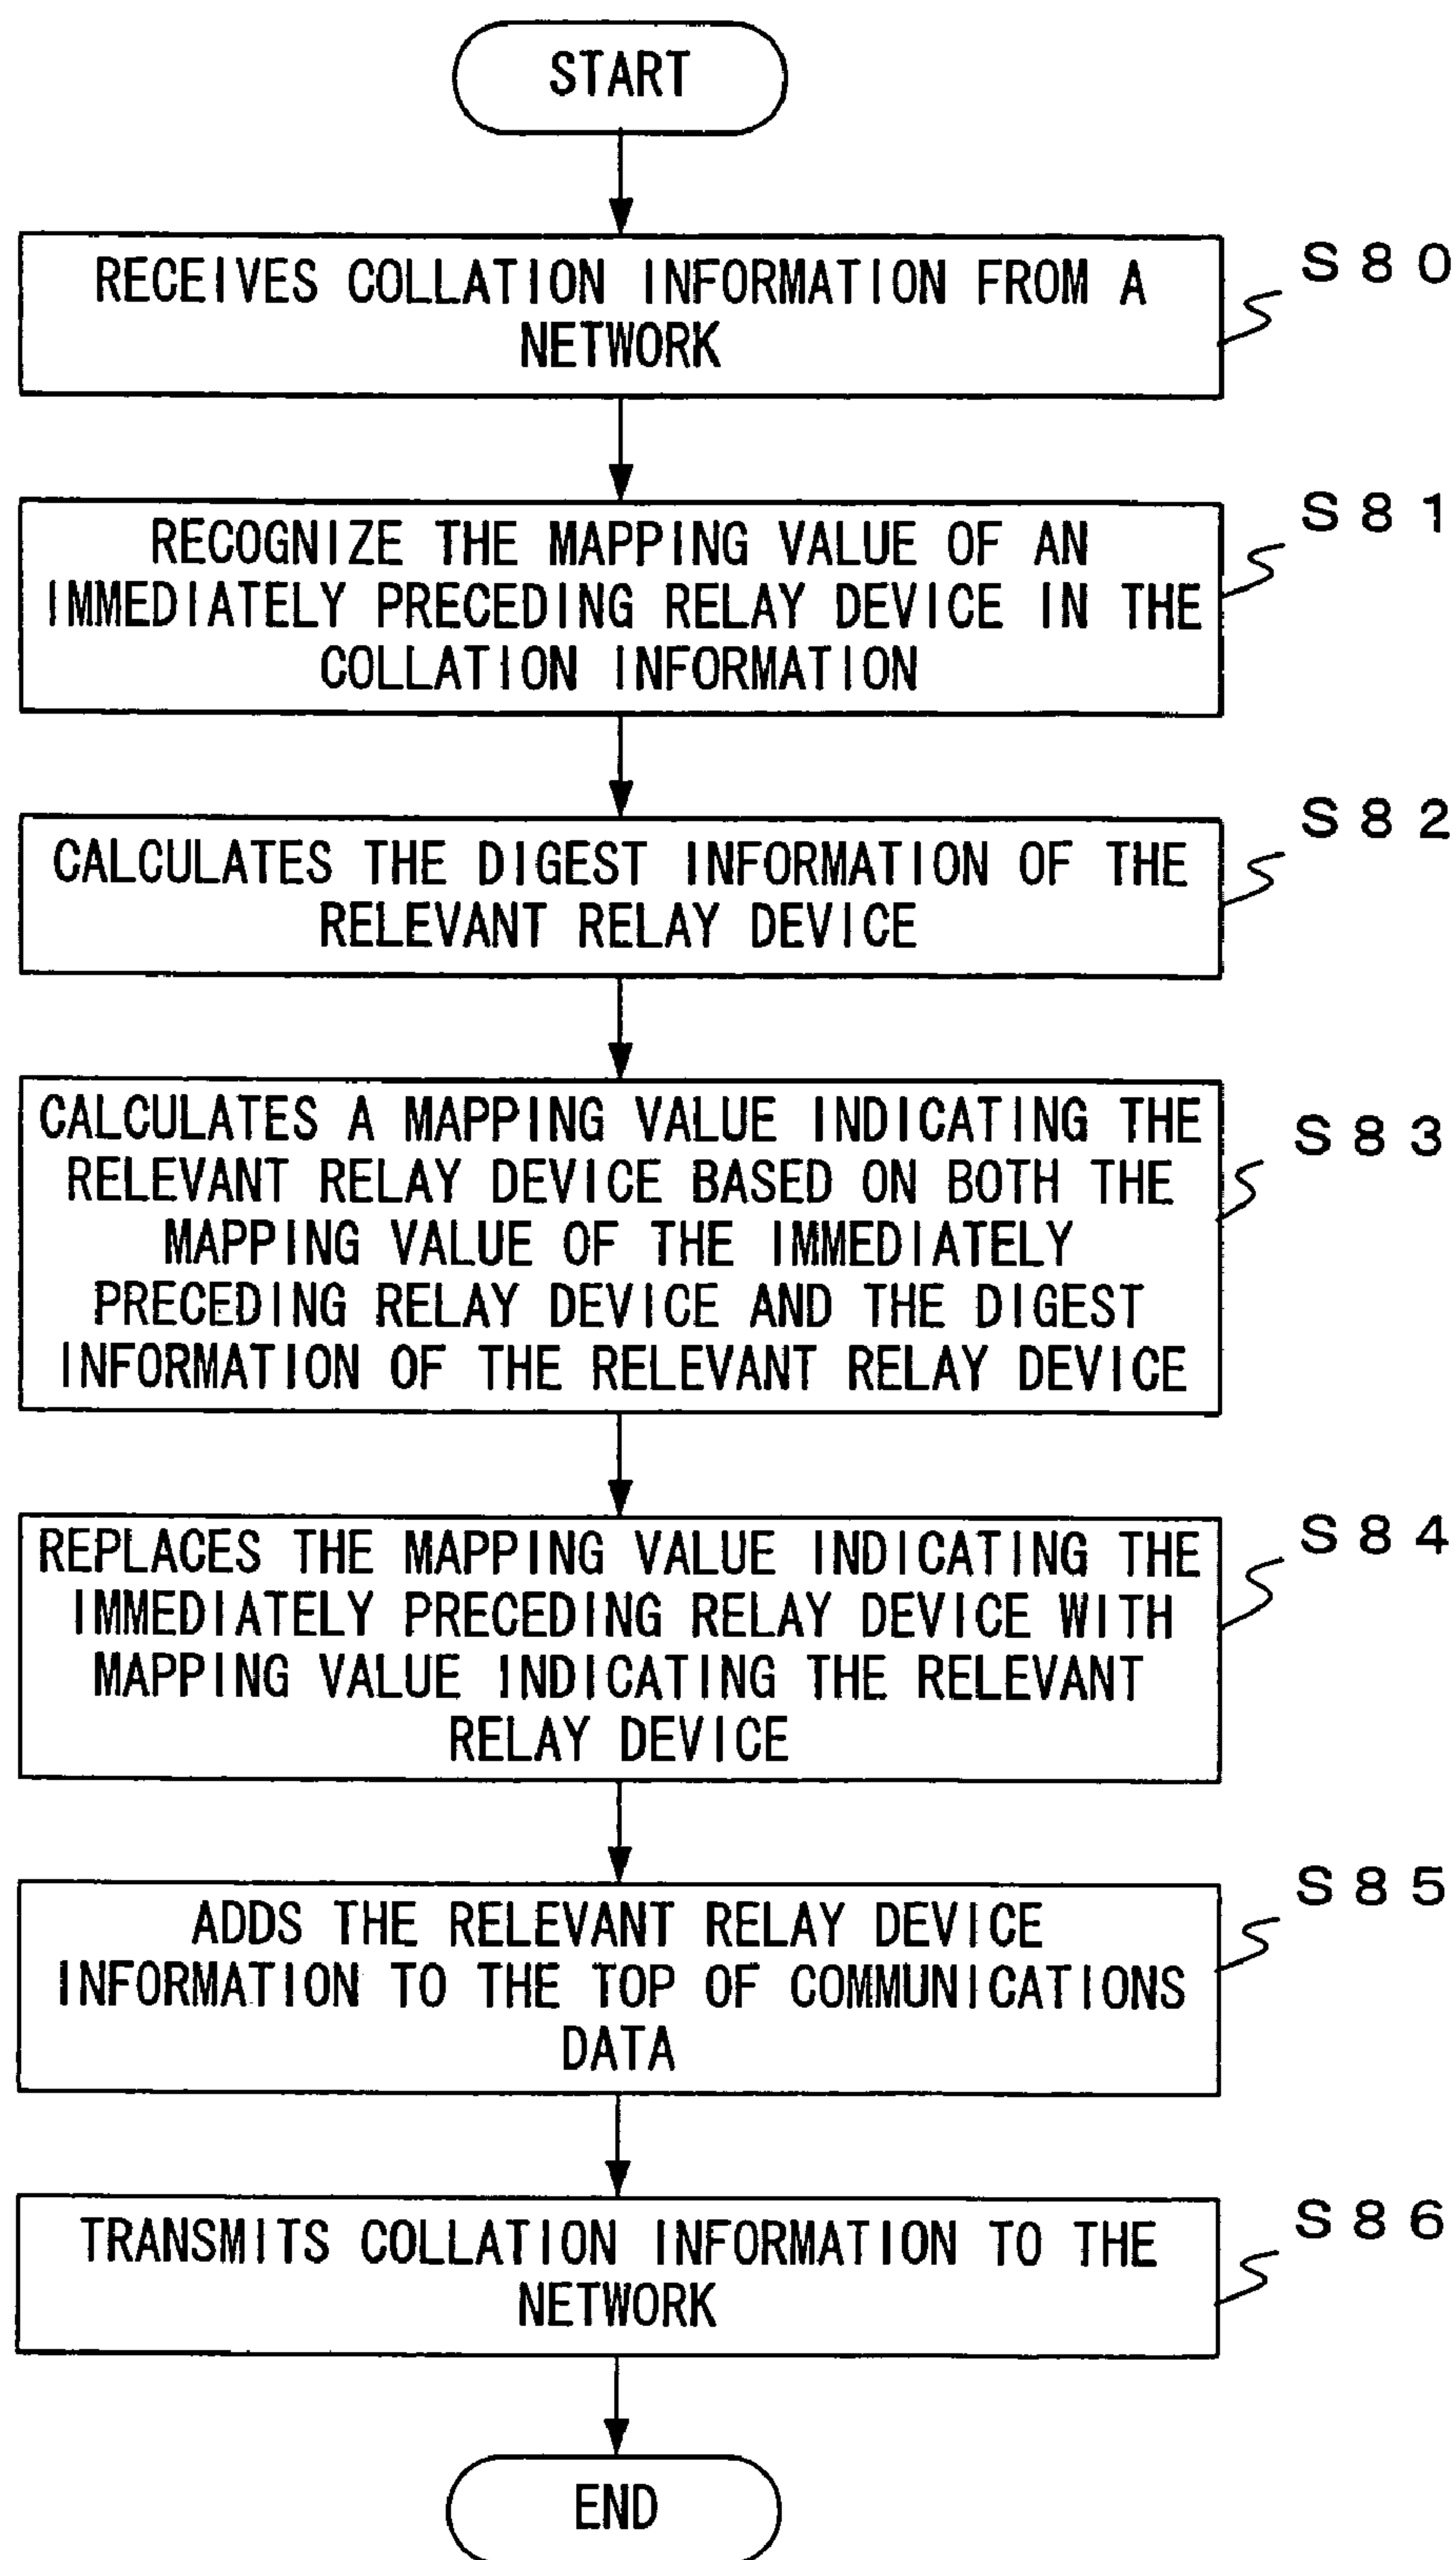 START
RECEIVES COLLATION INFORMATION FROM A
NETWORK
S80
RECOGNIZE THE MAPPING VALUE OF AN
IMMEDIATELY PRECEDING RELAY DEVICE IN THE
COLLATION INFORMATION
S81
CALCULATES THE DIGEST INFORMATION OF THE
RELEVANT RELAY DEVICE
S82
CALCULATES A MAPPING VALUE INDICATING THE
RELEVANT RELAY DEVICE BASED ON BOTH THE
MAPPING VALUE OF THE IMMEDIATELY
PRECEDING RELAY DEVICE AND THE DIGEST
INFORMATION OF THE RELEVANT RELAY DEVICE
S83
REPLACES THE MAPPING VALUE INDICATING THE
IMMEDIATELY PRECEDING RELAY DEVICE WITH
MAPPING VALUE INDICATING THE RELEVANT
RELAY DEVICE
S84
ADDS THE RELEVANT RELAY DEVICE
INFORMATION TO THE TOP OF COMMUNICATIONS
DATA
S85
TRANSMITS COLLATION INFORMATION TO THE
NETWORK
S86
END